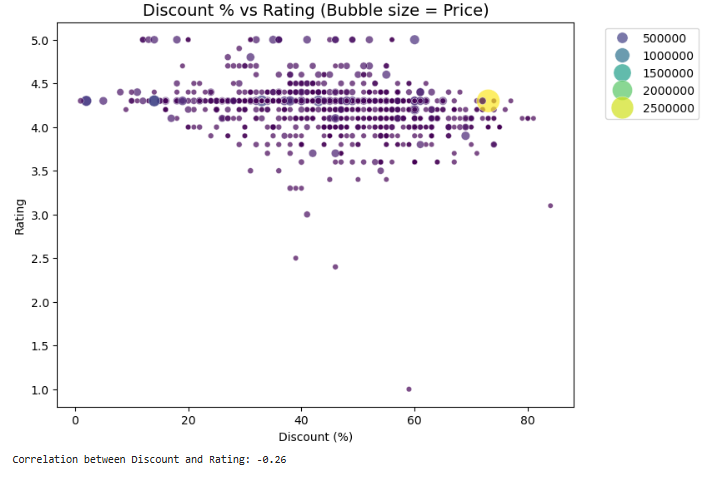 Discount % vs Rating (Bubble size = Price)
5.0
4.5
4.0
3.5
3.0
2.5
2.0
1.5
1.0
Rating
0 20 40 60 80
Discount (%)
500000
1000000
1500000
2000000
2500000
Correlation between Discount and Rating: -0.26